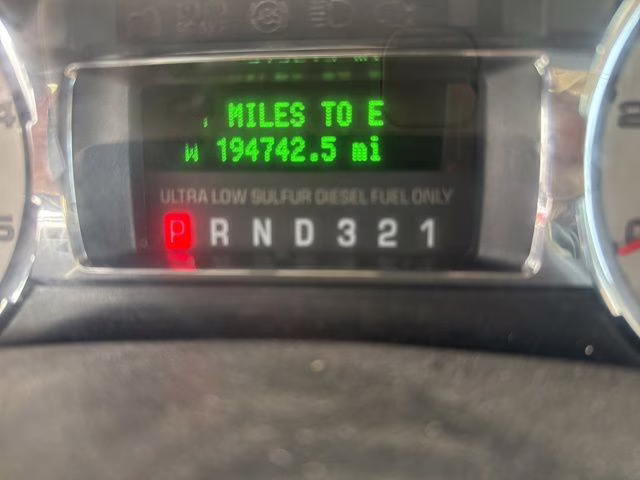 MILES TO E
W 194742.5 mi
ULTRA LOW SULFUR DIESEL FUEL ONLY
P R N D 3 2 1